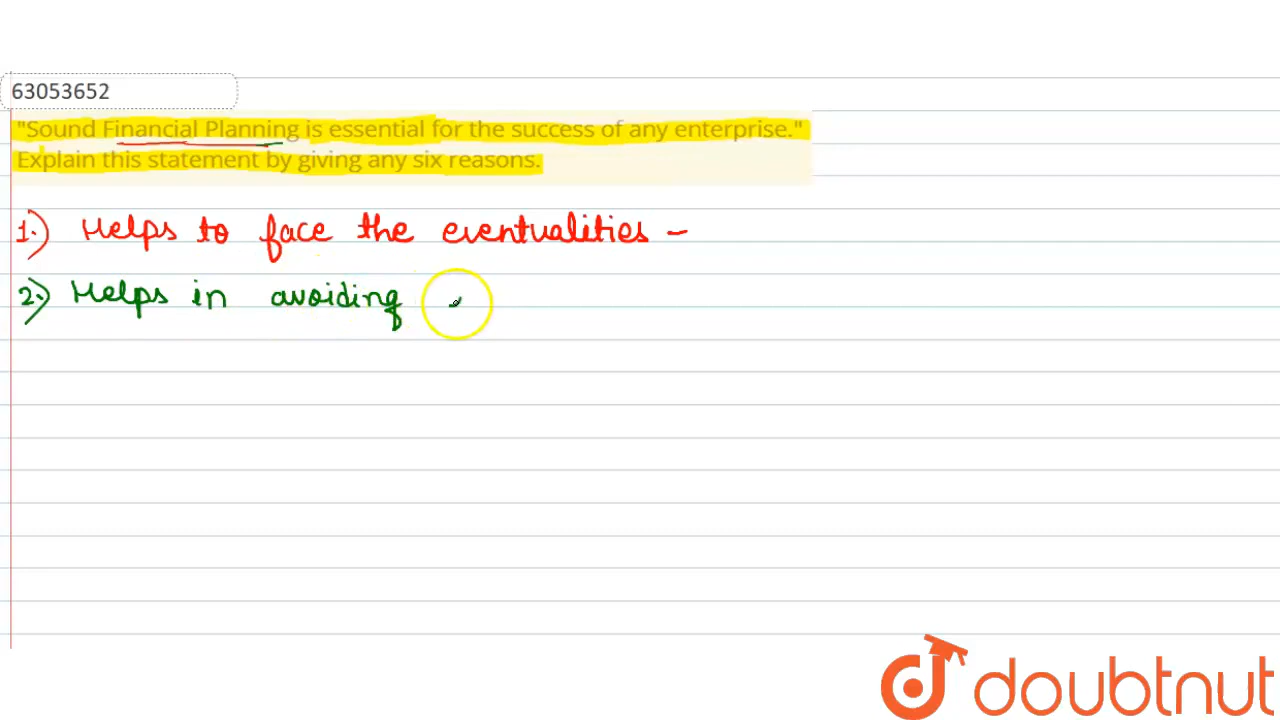 63053652
"Sound Financial Planning is essential for the success of any enterprise."
Explain this statement by giving any six reasons.
1.) Helps to face the eventualities -
2.) Helps in avoiding
doubtnut